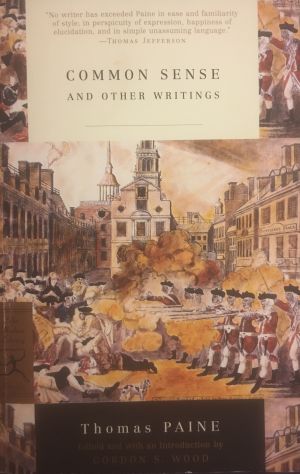 "No writer has exceeded Paine in ease and familiarity
of style; in perspicuity of expression, happiness of
elucidation, and in simple unassuming language."
—Thomas Jefferson
COMMON SENSE
AND OTHER WRITINGS
Thomas PAINE
Edited and with an Introduction by
GORDON S. WOOD